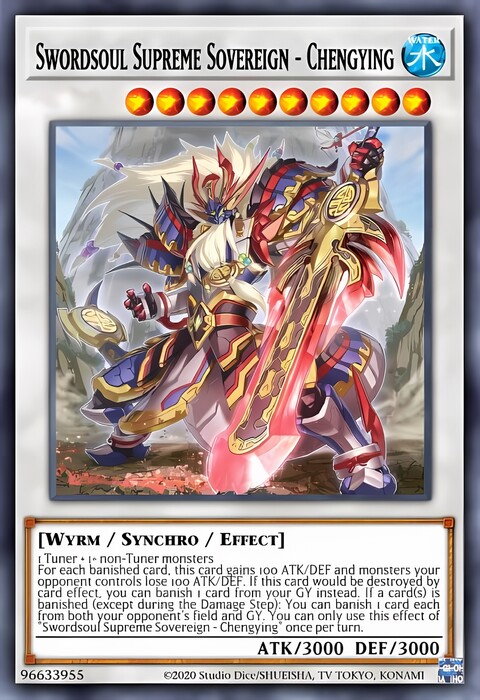 Swordsoul Supreme Sovereign - Chengying
WATER
水
[Wyrm / Synchro / Effect]
1 Tuner + 1+ non-Tuner monsters
For each banished card, this card gains 100 ATK/DEF and monsters your
opponent controls lose 100 ATK/DEF. If this card would be destroyed by
card effect, you can banish 1 card from your GY instead. If a card(s) is
banished (except during the Damage Step): You can banish 1 card each
from both your opponent's field and GY. You can only use this effect of
"Swordsoul Supreme Sovereign - Chengying" once per turn.
ATK/3000 DEF/3000
96633955
©2020 Studio Dice/SHUEISHA, TV TOKYO, KONAMI